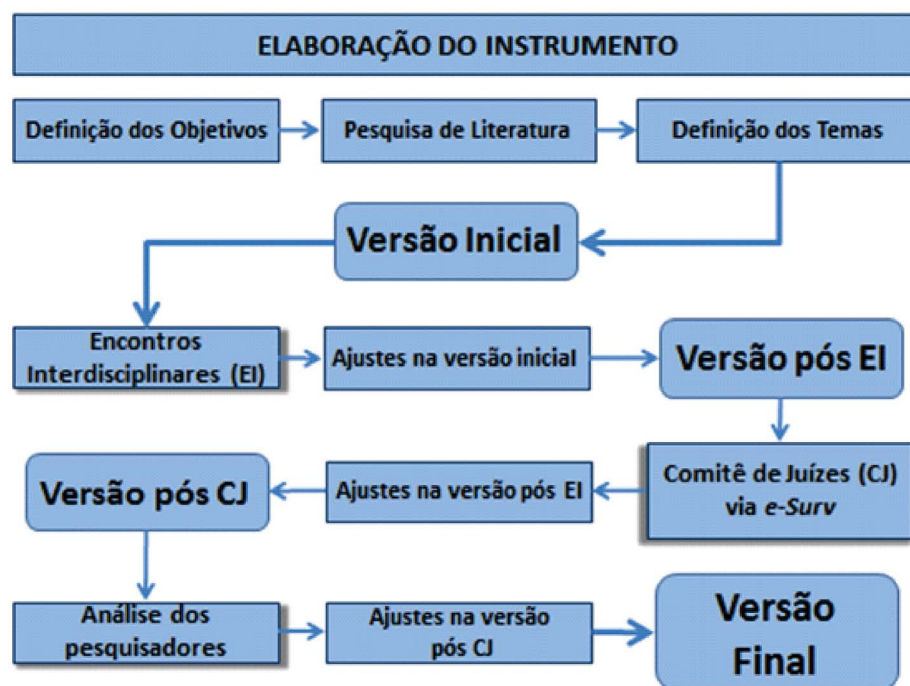 ELABORAÇÃO DO INSTRUMENTO
Definição dos Objetivos
Pesquisa de Literatura
Definição dos Temas
Versão Inicial
Encontros
Interdisciplinares (EI)
Ajustes na versão inicial
Versão pós EI
Comitê de Juízes (CJ)
via e-Surv
Ajustes na versão pós EI
Versão pós CJ
Análise dos
pesquisadores
Ajustes na versão
pós CJ
Versão
Final